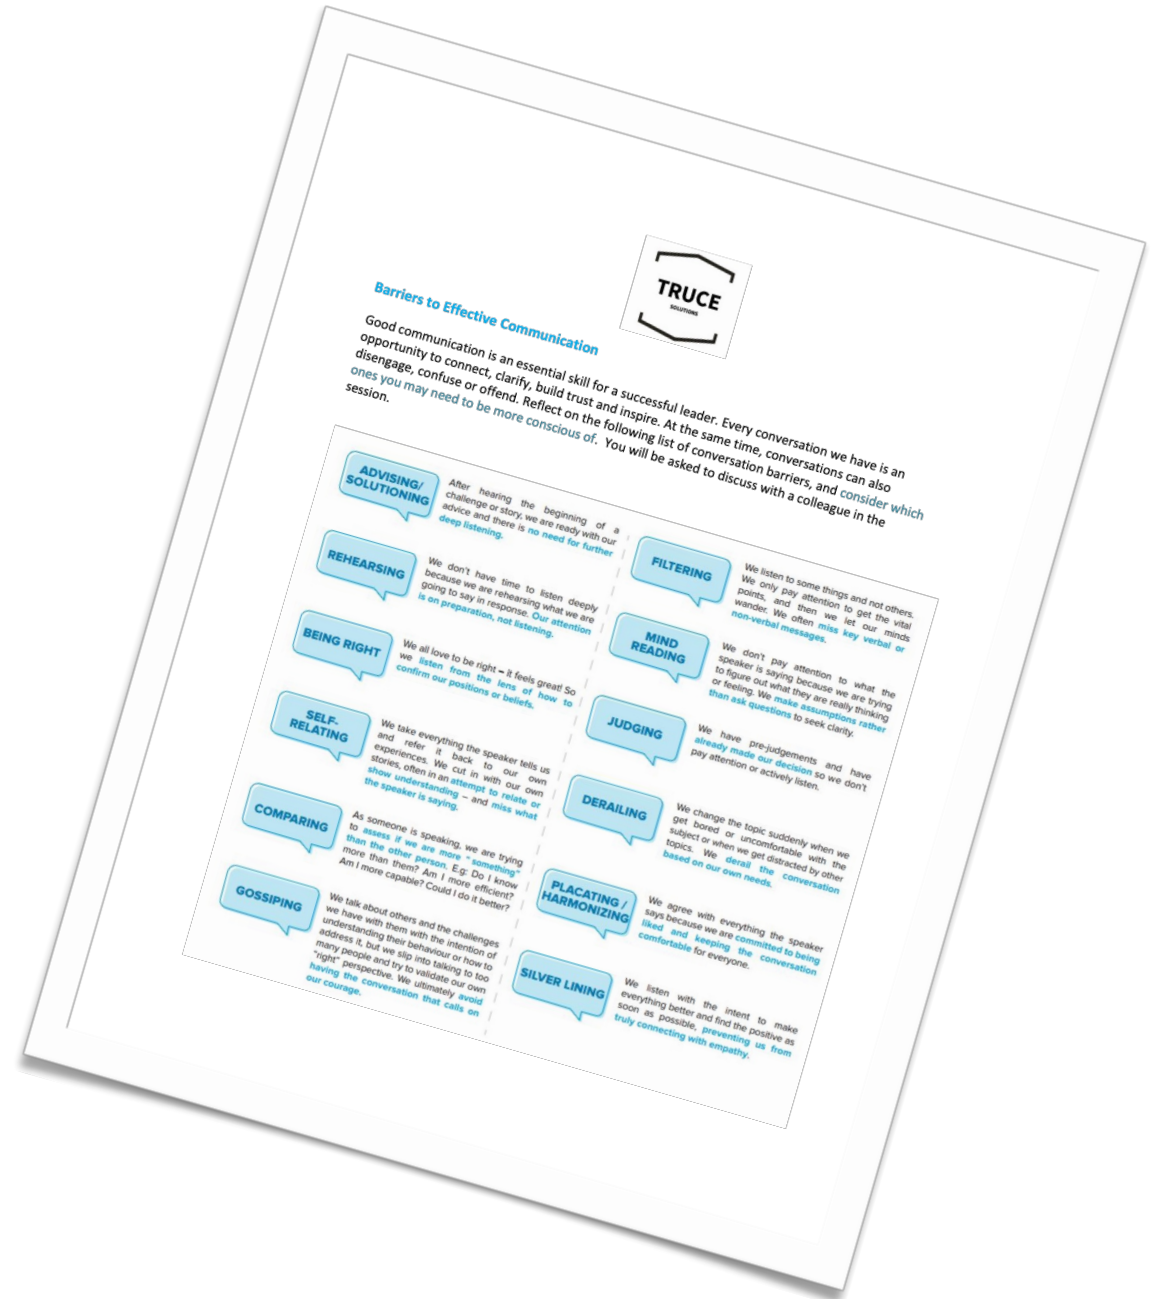 TRUCE
SOLUTIONS
Barriers to Effective Communication
Good communication is an essential skill for a successful leader. Every conversation we have is an
opportunity to connect, clarify, build trust and inspire. At the same time, conversations can also
disengage, confuse or offend. Reflect on the following list of conversation barriers, and consider which
ones you may need to be more conscious of. You will be asked to discuss with a colleague in the
session.
ADVISING/
SOLUTIONING
After hearing the beginning of a
challenge or story, we are ready with our
advice and there is no need for further
deep listening.
REHEARSING
We don't have time to listen deeply
because we are rehearsing what we are
going to say in response. Our attention
is on preparation, not listening.
BEING RIGHT
We all love to be right – it feels great! So
we listen from the lens of how to
confirm our positions or beliefs.
SELF-
RELATING
We take everything the speaker tells us
and refer it back to our own
experiences. We cut in with our own
stories, often in an attempt to relate or
show understanding – and miss what
the speaker is saying.
COMPARING
As someone is speaking, we are trying
to assess if we are more "something"
than the other person. E.g: Do I know
more than them? Am I more efficient?
Am I more capable? Could I do it better?
GOSSIPING
We talk about others and the challenges
we have with them with the intention of
understanding their behaviour or how to
address it, but we slip into talking to too
many people and try to validate our own
"right" perspective. We ultimately avoid
having the conversation that calls on
our courage.
FILTERING
We listen to some things and not others.
We only pay attention to get the vital
points, and then we let our minds
wander. We often miss key verbal or
non-verbal messages.
MIND
READING
We don't pay attention to what the
speaker is saying because we are trying
to figure out what they are really thinking
or feeling. We make assumptions rather
than ask questions to seek clarity.
JUDGING
We have pre-judgements and have
already made our decision so we don't
pay attention or actively listen.
DERAILING
We change the topic suddenly when we
get bored or uncomfortable with the
subject or when we get distracted by other
topics. We derail the conversation
based on our own needs.
PLACATING /
HARMONIZING
We agree with everything the speaker
says because we are committed to being
liked and keeping the conversation
comfortable for everyone.
SILVER LINING
We listen with the intent to make
everything better and find the positive as
soon as possible, preventing us from
truly connecting with empathy.